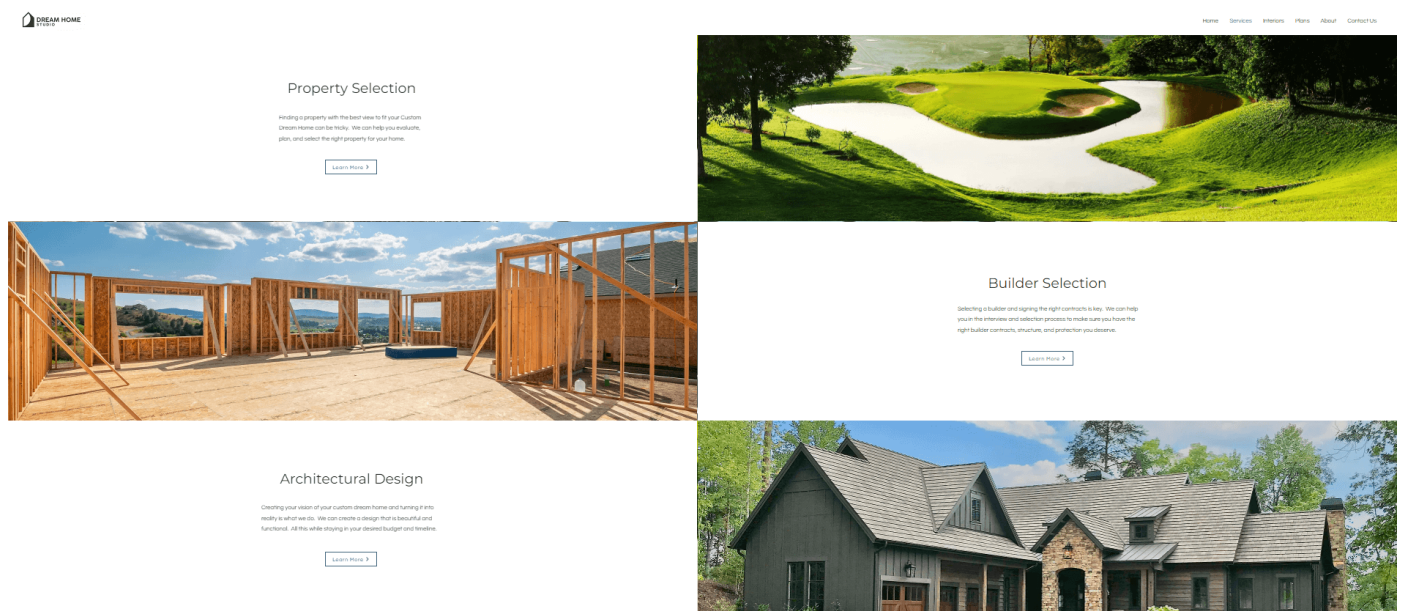 DREAM HOME
STUDIO
Home Services Interiors Plans About Contact Us
Property Selection
Finding a property with the best view to fit your Custom
Dream Home can be tricky. We can help you evaluate,
plan, and select the right property for your home.
Learn More >
Builder Selection
Selecting a builder and signing the right contracts is key. We can help
you in the interview and selection process to make sure you have the
right builder contracts, structure, and protection you deserve.
Learn More >
Architectural Design
Creating your vision of your custom dream home and turning it into
reality is what we do. We can create a design that is beautiful and
functional. All this while staying in your desired budget and timeline.
Learn More >